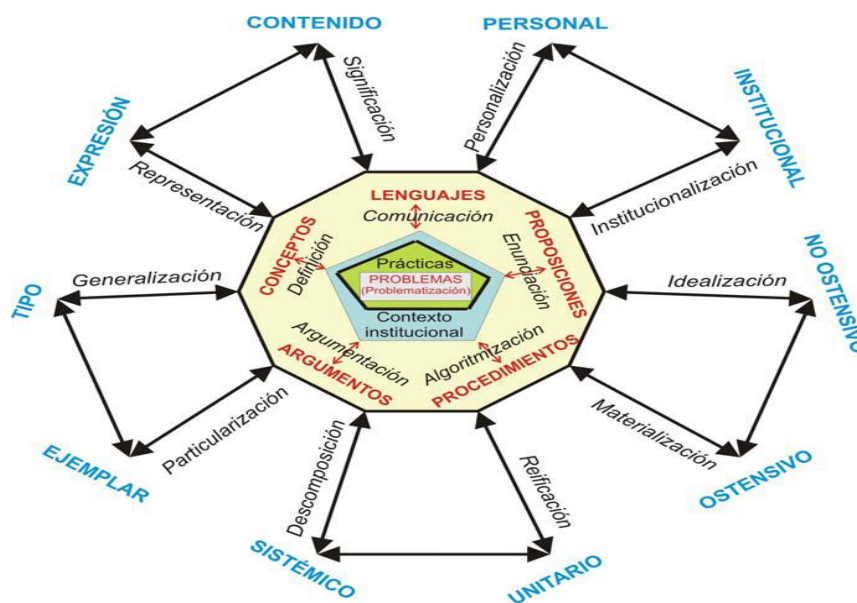 CONTENIDO
PERSONAL
EXPRESIÓN
Significación
Personalización
INSTITUCIONAL
Representación
Institucionalización
LENGUAJES
Comunicación
CONCEPTOS
Definición
PROPOSICIONES
Enunciación
Prácticas
PROBLEMAS
(Problematización)
Contexto
institucional
Argumentación
ARGUMENTOS
Algoritmización
PROCEDIMIENTOS
TIPO
Generalización
Idealización
NO OSTENSIVO
EJEMPLAR
Particularización
Materialización
OSTENSIVO
Descomposición
Reificación
SISTÉMICO
UNITARIO